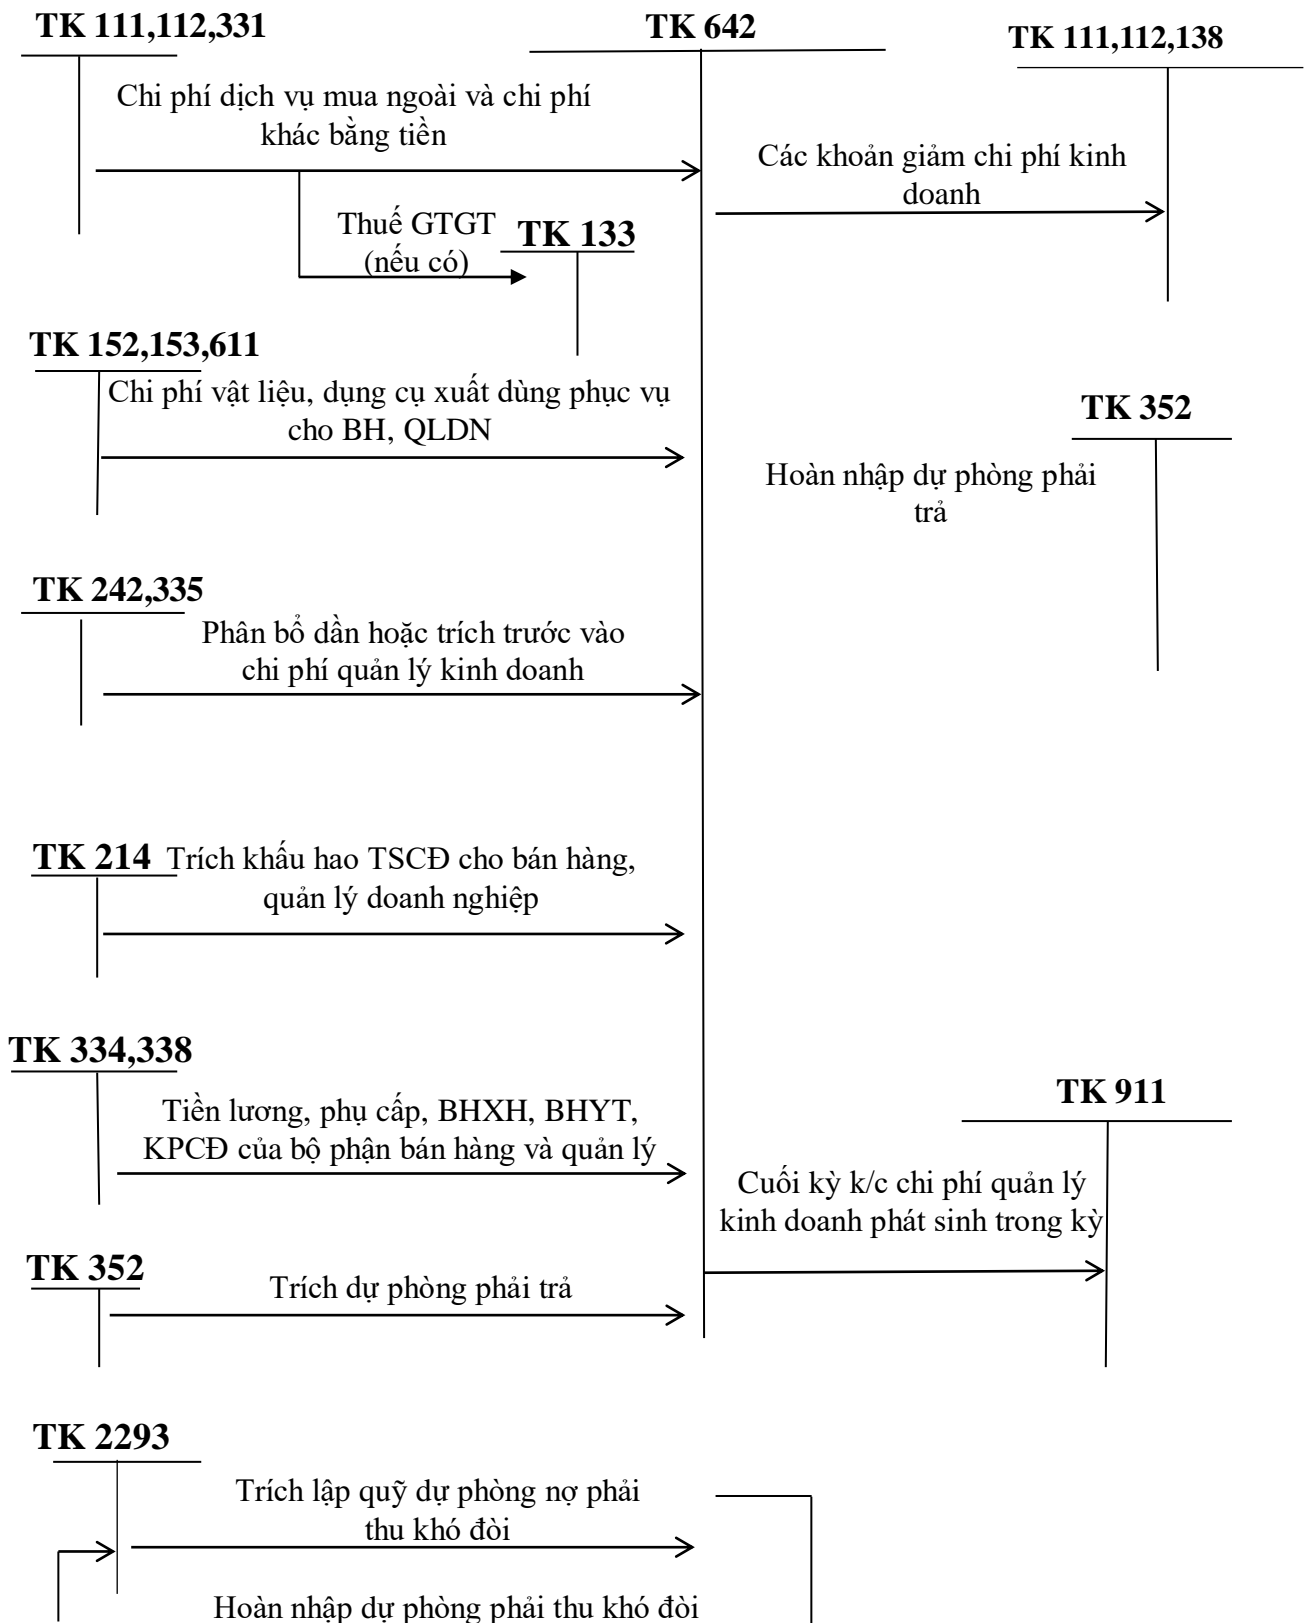 TK 111,112,331
TK 642
TK 111,112,138
Chi phí dịch vụ mua ngoài và chi phí
khác bằng tiền
Các khoản giảm chi phí kinh
doanh
Thuế GTGT
(nếu có)
TK 133
TK 152,153,611
Chi phí vật liệu, dụng cụ xuất dùng phục vụ
cho BH, QLDN
TK 352
Hoàn nhập dự phòng phải
trả
TK 242,335
Phân bổ dần hoặc trích trước vào
chi phí quản lý kinh doanh
TK 214
Trích khấu hao TSCĐ cho bán hàng,
quản lý doanh nghiệp
TK 334,338
Tiền lương, phụ cấp, BHXH, BHYT,
KPCĐ của bộ phận bán hàng và quản lý
TK 911
Cuối kỳ k/c chi phí quản lý
kinh doanh phát sinh trong kỳ
TK 352
Trích dự phòng phải trả
TK 2293
Trích lập quỹ dự phòng nợ phải
thu khó đòi
Hoàn nhập dự phòng phải thu khó đòi